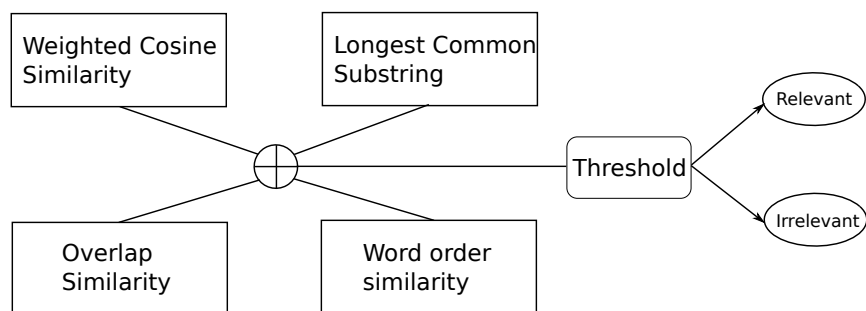 Weighted Cosine
Similarity
Longest Common
Substring
Relevant
Threshold
Irrelevant
Overlap
Similarity
Word order
similarity